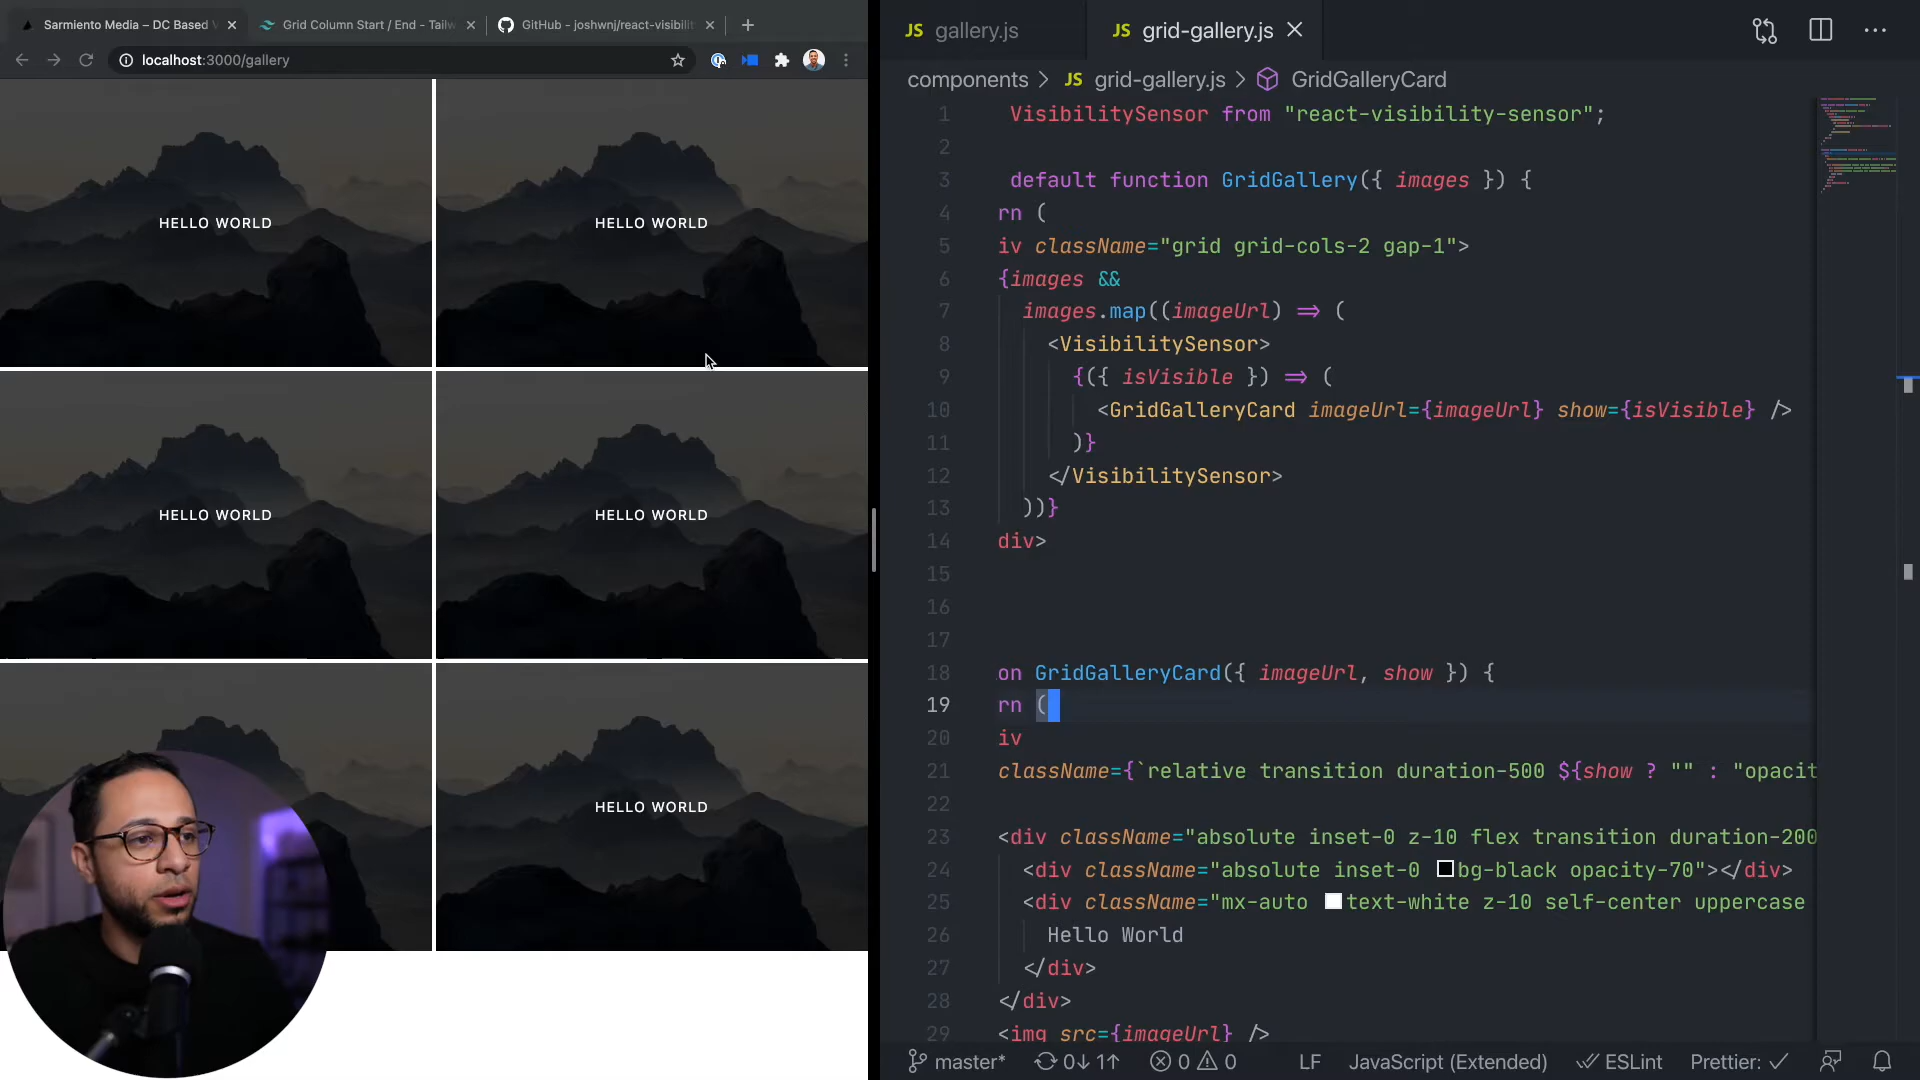 Sarmiento Media – DC Based V
Grid Column Start / End - Tailw
GitHub - joshwnj/react-visibilit
localhost:3000/gallery
HELLO WORLD
HELLO WORLD
HELLO WORLD
HELLO WORLD
HELLO WORLD
JS gallery.js
JS grid-gallery.js
components > JS grid-gallery.js > GridGalleryCard
1 VisibilitySensor from "react-visibility-sensor";
2
3 default function GridGallery({ images }) {
4 rn (
5 iv className="grid grid-cols-2 gap-1">
6 {images &&
7 images.map((imageUrl) => (
8 <VisibilitySensor>
9 {({ isVisible }) => (
10 <GridGalleryCard imageUrl={imageUrl} show={isVisible} />
11 )}
12 </VisibilitySensor>
13 ))}
14 div>
15
16
17
18 on GridGalleryCard({ imageUrl, show }) {
19 rn (
20 iv
21 className={`relative transition duration-500 ${show ? "" : "opacit
22
23 <div className="absolute inset-0 z-10 flex transition duration-200
24 <div className="absolute inset-0 bg-black opacity-70"></div>
25 <div className="mx-auto text-white z-10 self-center uppercase
26 Hello World
27 </div>
28 </div>
29 <img src={imageUrl} />
master* 0↓ 1↑ 0 0 LF JavaScript (Extended) ESLint Prettier: ✓